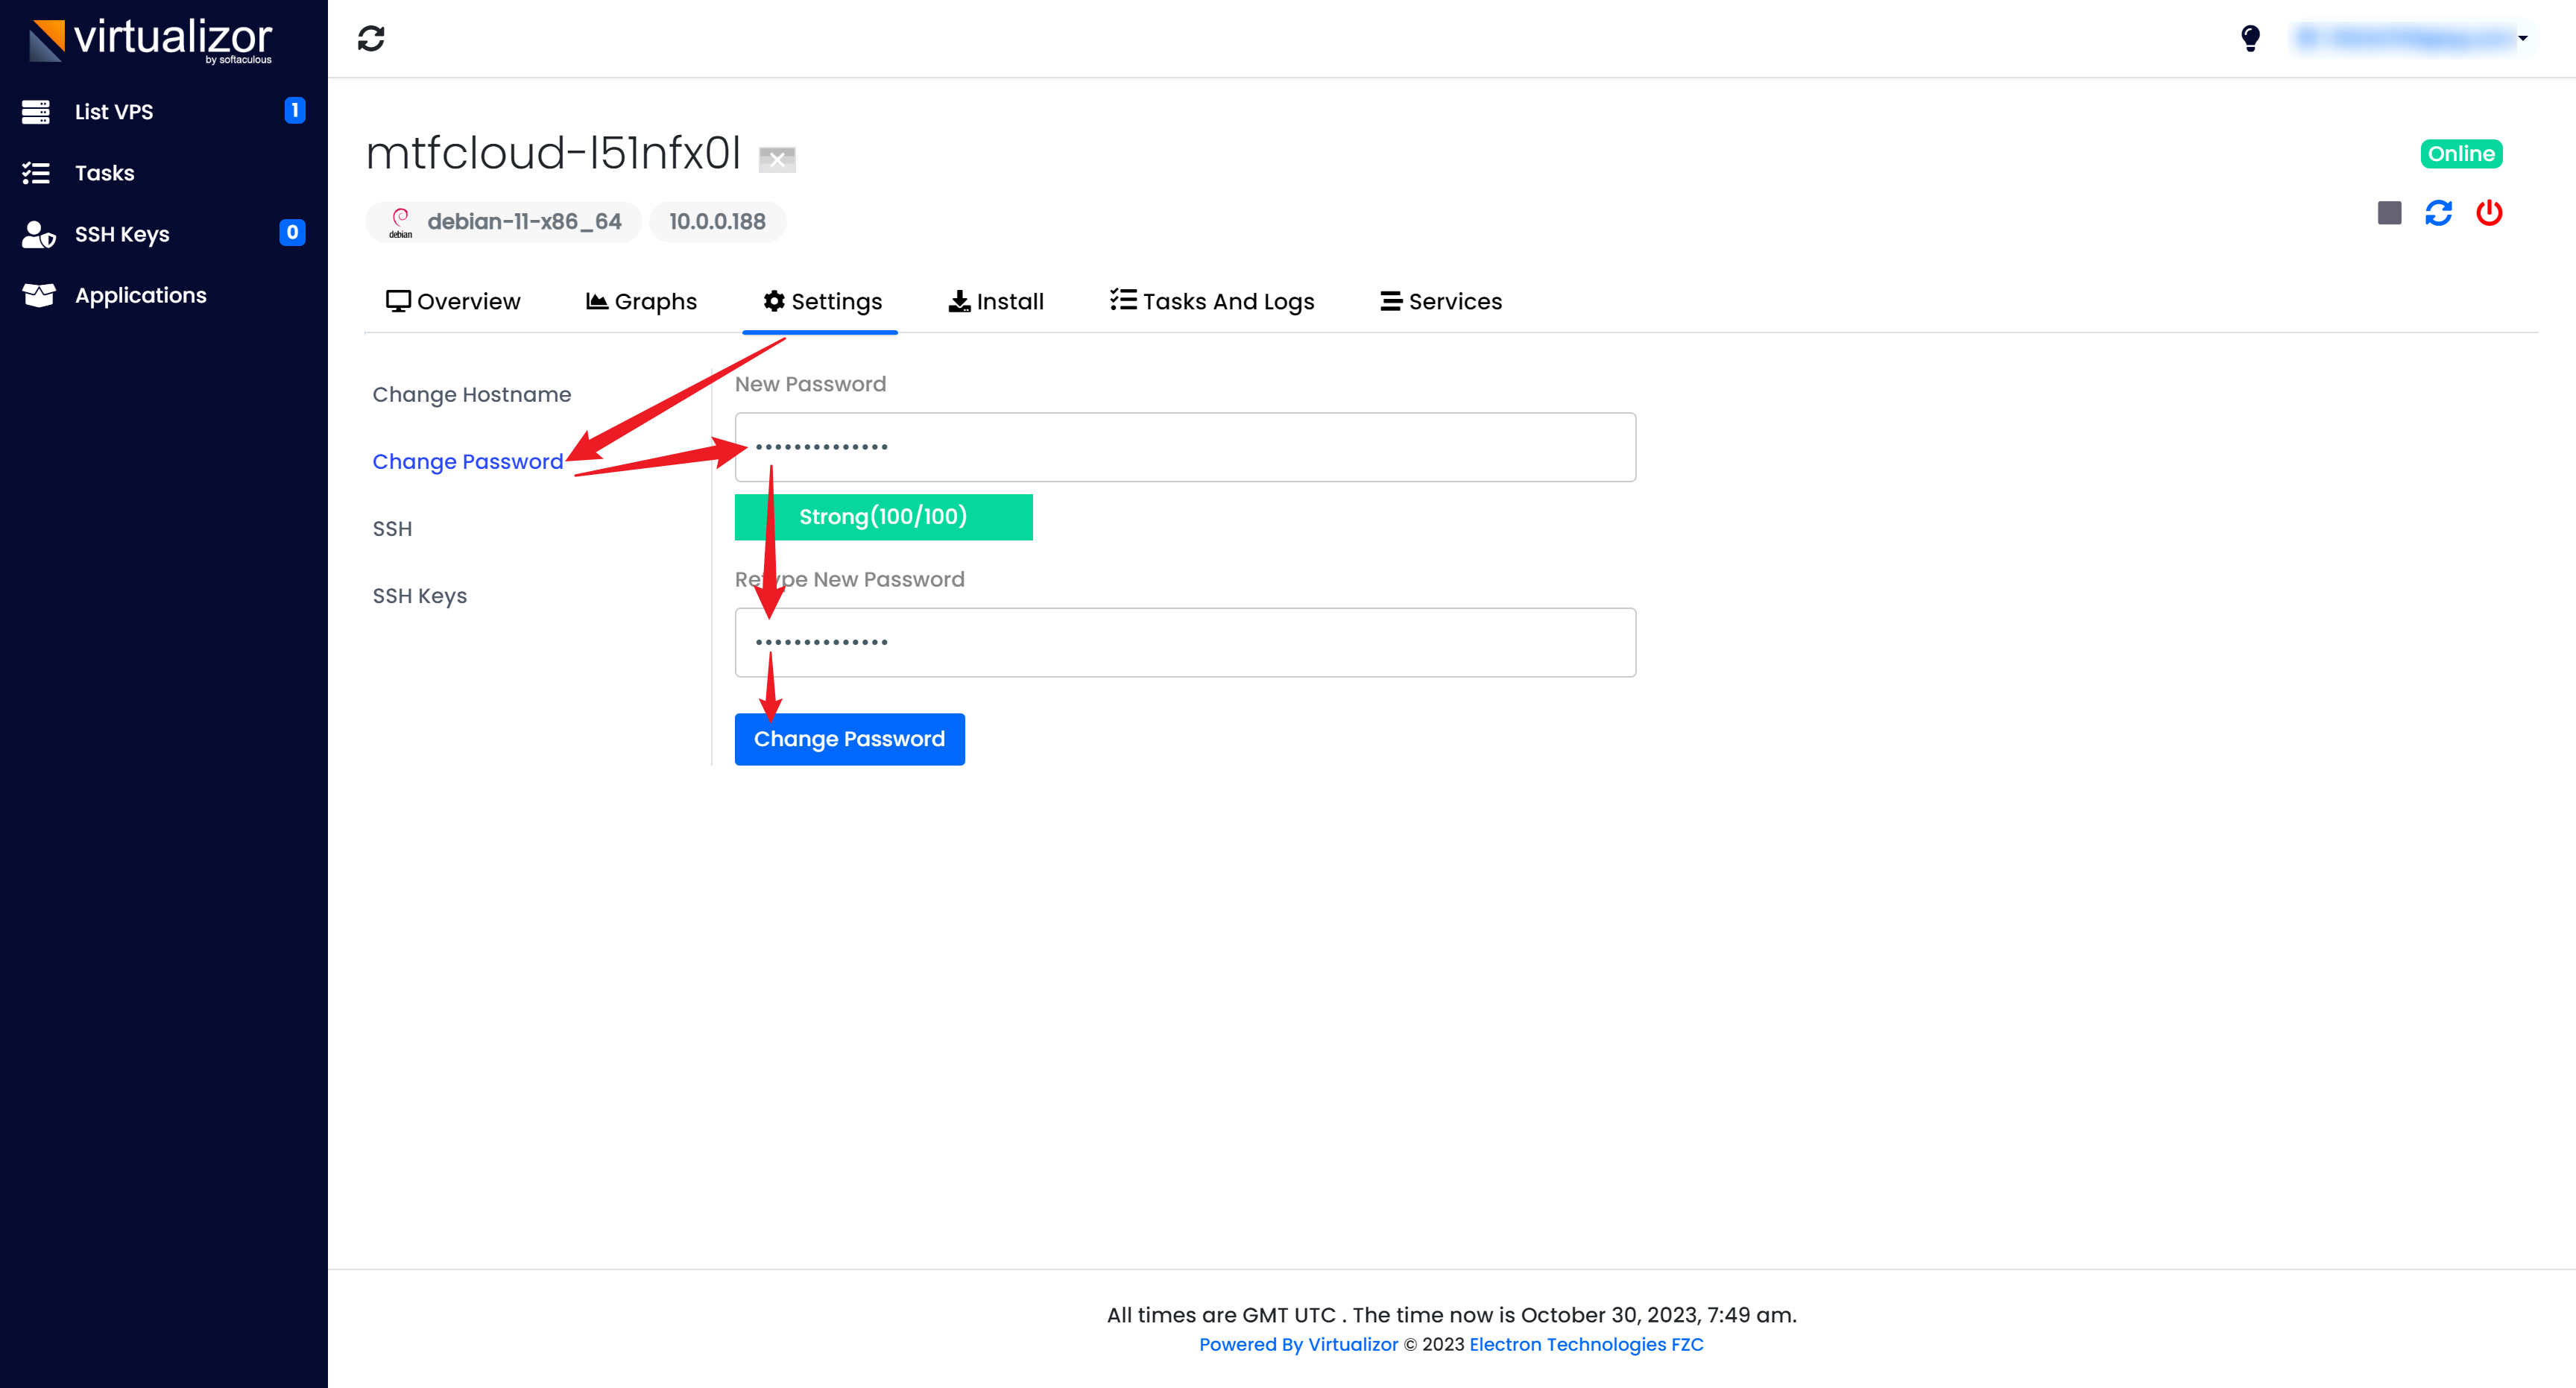 virtualizor
by softaculous
List VPS 1
Tasks
SSH Keys 0
Applications
mtfcloud-l51nfx0l
Online
debian
debian-11-x86_64 10.0.0.188
Overview Graphs Settings Install Tasks And Logs Services
Change Hostname
Change Password
SSH
SSH Keys
New Password
Strong(100/100)
Retype New Password
Change Password
All times are GMT UTC . The time now is October 30, 2023, 7:49 am.
Powered By Virtualizor © 2023 Electron Technologies FZC